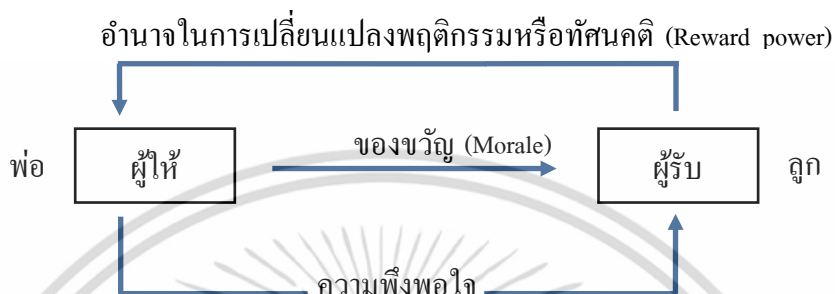 อำนาจในการเปลี่ยนแปลงพฤติกรรมหรือทัศนคติ (Reward power)
ของขวัญ (Morale)
พ่อ ผู้ให้ ผู้รับ ลูก
ความพึงพอใจ